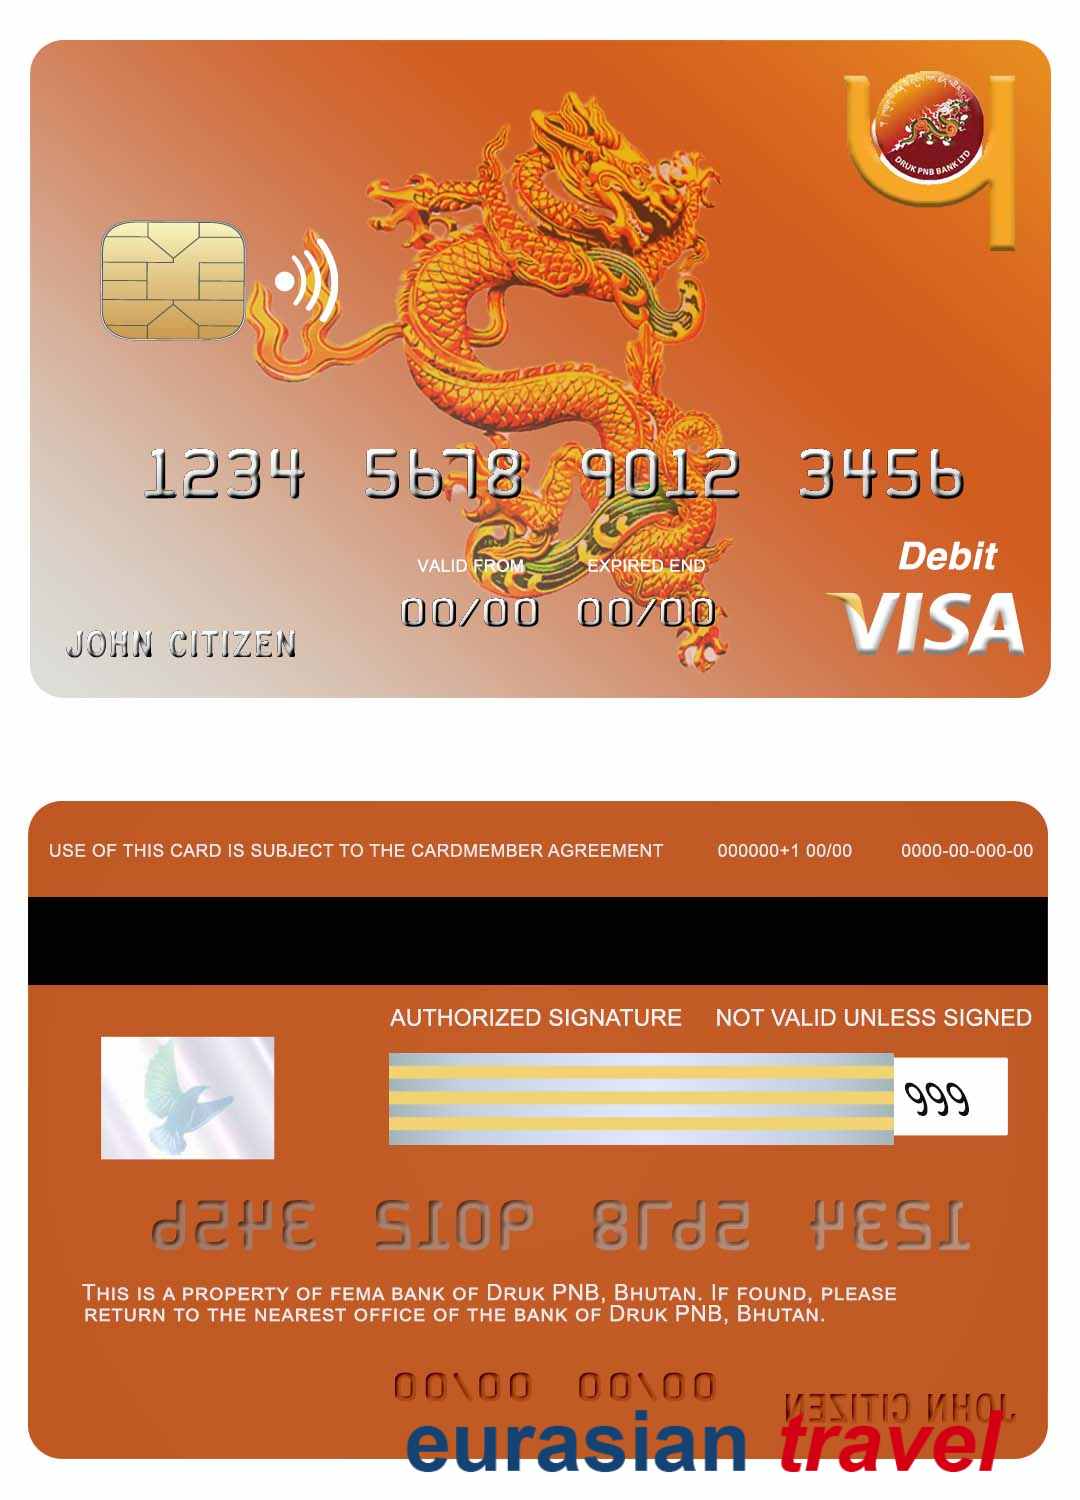 DRUK PNB BANK LTD
1234 5678 9012 3456
Debit
VALID FROM EXPIRED END
00/00 00/00
VISA
JOHN CITIZEN
USE OF THIS CARD IS SUBJECT TO THE CARDMEMBER AGREEMENT 000000+1 00/00 0000-00-000-00
AUTHORIZED SIGNATURE NOT VALID UNLESS SIGNED
999
1234 5678 9012 3456
THIS IS A PROPERTY OF FEMA BANK OF DRUK PNB, BHUTAN. IF FOUND, PLEASE
RETURN TO THE NEAREST OFFICE OF THE BANK OF DRUK PNB, BHUTAN.
00/00 00/00
JOHN CITIZEN
eurasian travel